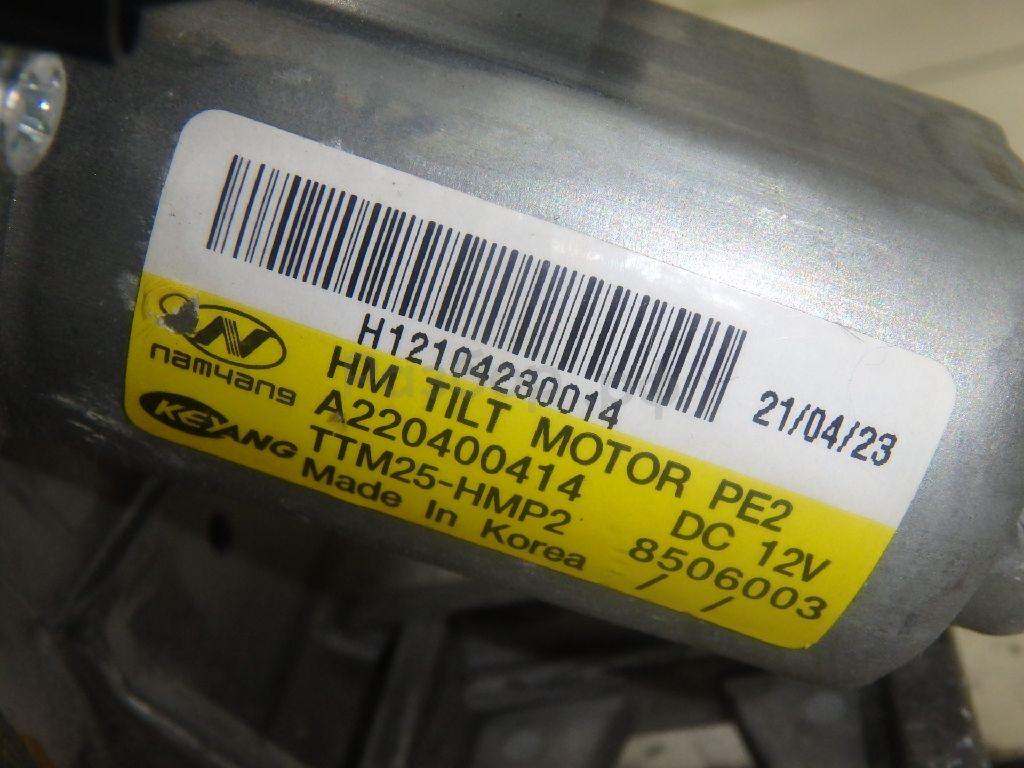 H12104230014 21/04/23
namyang HM TILT MOTOR PE2
KEYANG A220400414 DC 12V
TTM25-HMP2 8506003
Made In Korea / /